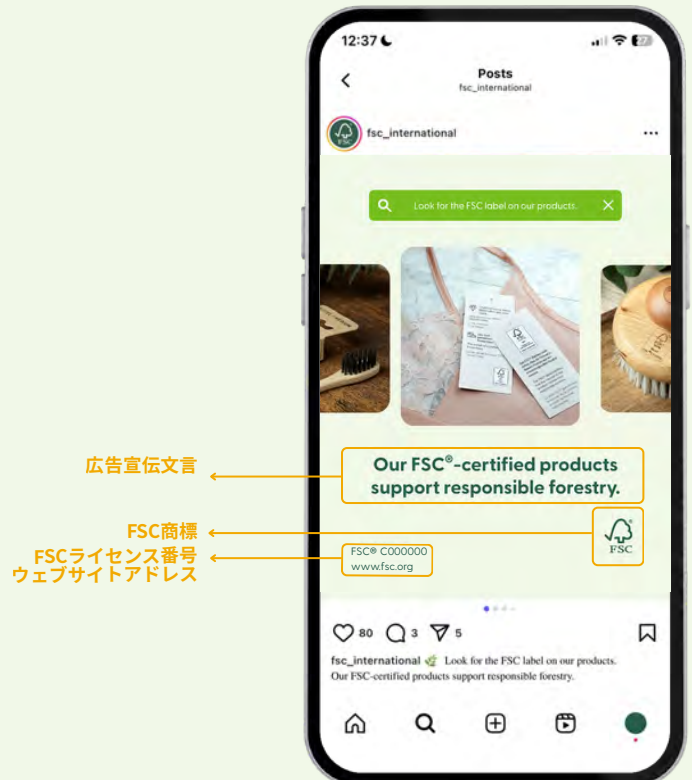 12:37
27
Posts
fsc_international
fsc_international
Look for the FSC label on our products.
FSC
広告宣伝文言
Our FSC®-certified products
support responsible forestry.
FSC商標
FSC
FSCライセンス番号
ウェブサイトアドレス
FSC® C000000
www.fsc.org
80
3
5
fsc_international Look for the FSC label on our products.
Our FSC-certified products support responsible forestry.